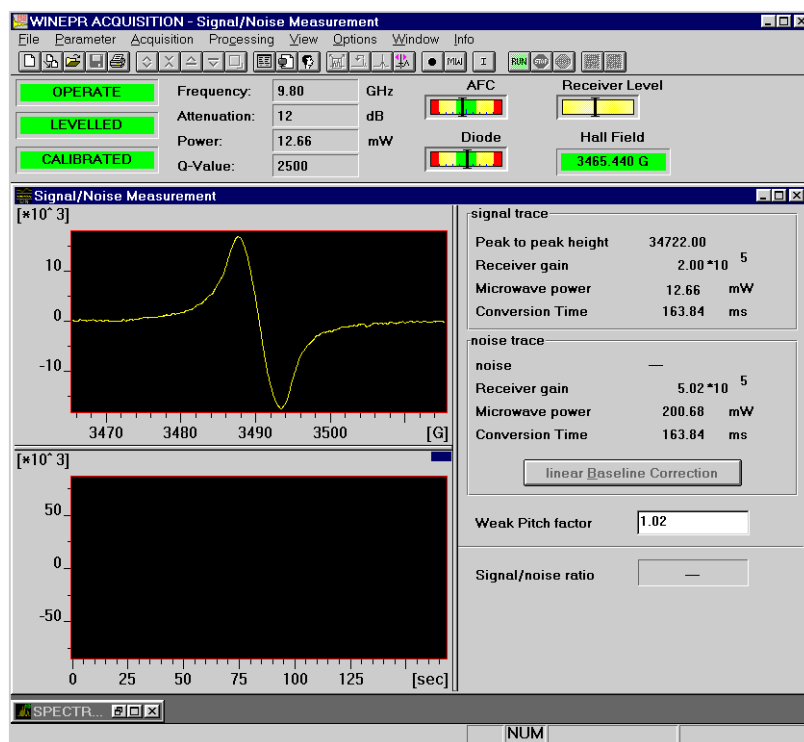 WINEPR ACQUISITION - Signal/Noise Measurement
File Parameter Acquisition Processing View Options Window Info
MW I RUN STOP
OPERATE Frequency: 9.80 GHz AFC Receiver Level
LEVELLED Attenuation: 12 dB
Power: 12.66 mW Diode Hall Field
CALIBRATED Q-Value: 2500 3465.440 G
Signal/Noise Measurement
[*10^3]
10
0
-10
3470 3480 3490 3500 [G]
[*10^3]
50
0
-50
0 25 50 75 100 125 [sec]
signal trace
Peak to peak height 34722.00
Receiver gain 2.00 *10 5
Microwave power 12.66 mW
Conversion Time 163.84 ms
noise trace
noise —
Receiver gain 5.02 *10 5
Microwave power 200.68 mW
Conversion Time 163.84 ms
linear Baseline Correction
Weak Pitch factor 1.02
Signal/noise ratio —
SPECTR...
NUM